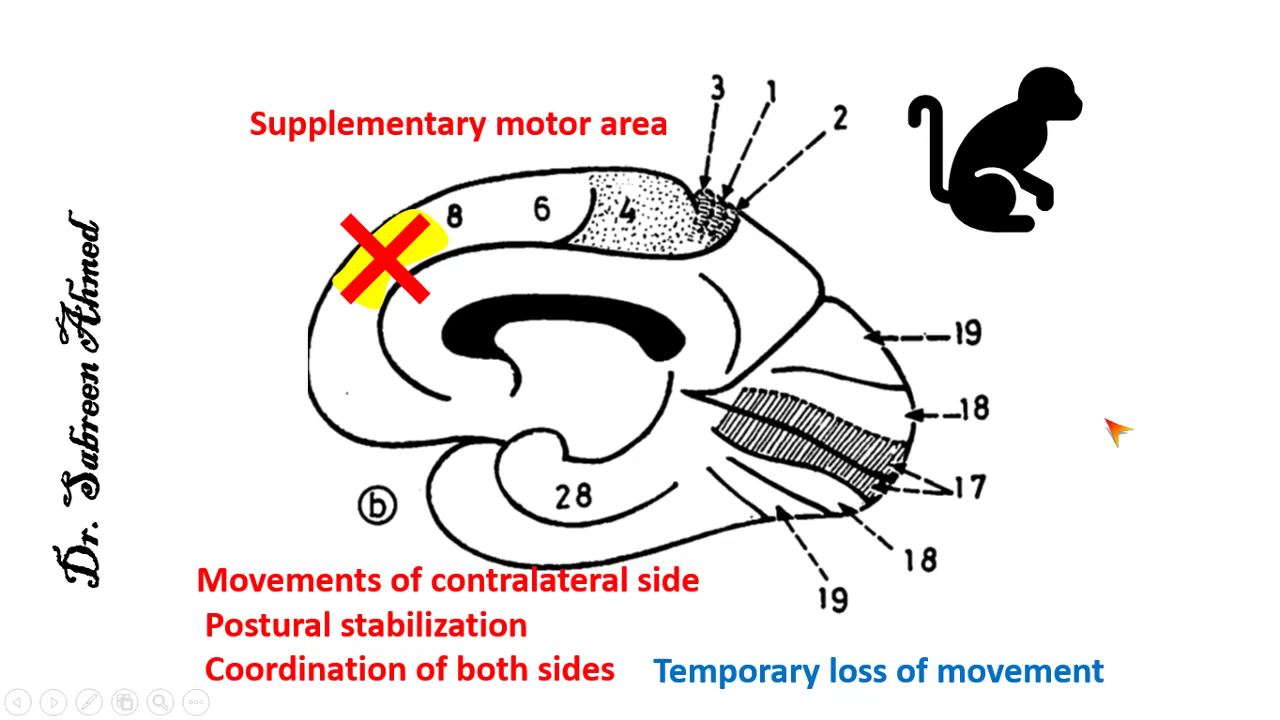 Supplementary motor area
3
1
2
8
6
4
19
18
17
28
b
18
19
Dr. Sabreen Ahmed
Movements of contralateral side
Postural stabilization
Coordination of both sides
Temporary loss of movement